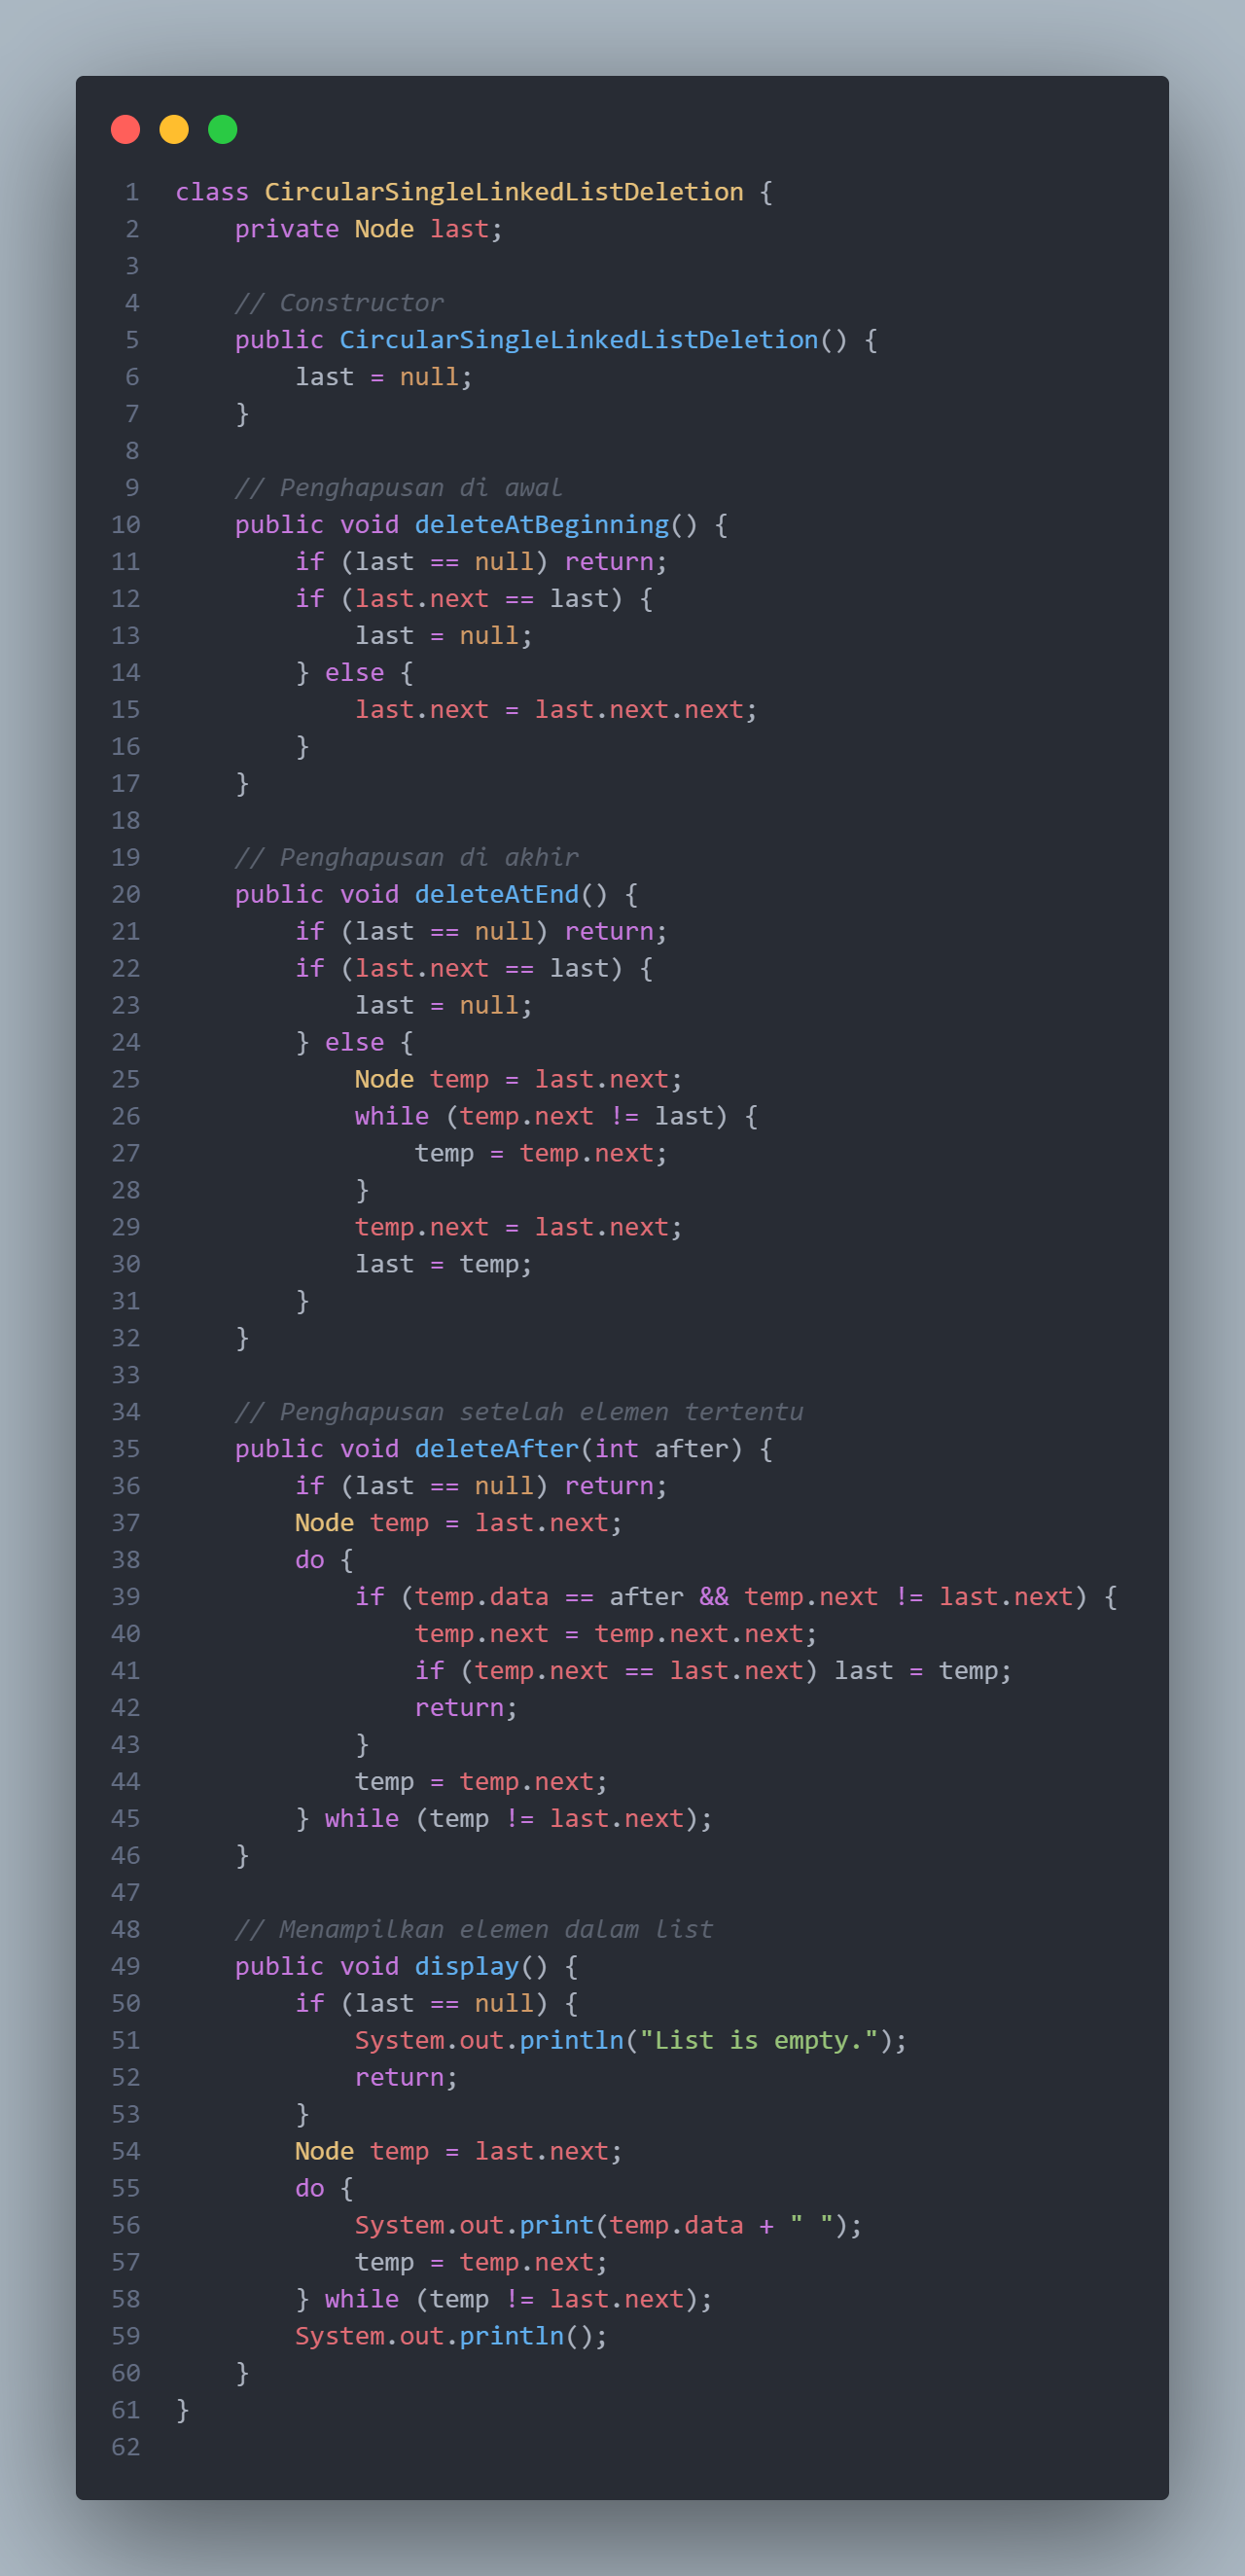 1 class CircularSingleLinkedListDeletion {
2     private Node last;
3
4     // Constructor
5     public CircularSingleLinkedListDeletion() {
6         last = null;
7     }
8
9     // Penghapusan di awal
10     public void deleteAtBeginning() {
11         if (last == null) return;
12         if (last.next == last) {
13             last = null;
14         } else {
15             last.next = last.next.next;
16         }
17     }
18
19     // Penghapusan di akhir
20     public void deleteAtEnd() {
21         if (last == null) return;
22         if (last.next == last) {
23             last = null;
24         } else {
25             Node temp = last.next;
26             while (temp.next != last) {
27                 temp = temp.next;
28             }
29             temp.next = last.next;
30             last = temp;
31         }
32     }
33
34     // Penghapusan setelah elemen tertentu
35     public void deleteAfter(int after) {
36         if (last == null) return;
37         Node temp = last.next;
38         do {
39             if (temp.data == after && temp.next != last.next) {
40                 temp.next = temp.next.next;
41                 if (temp.next == last.next) last = temp;
42                 return;
43             }
44             temp = temp.next;
45         } while (temp != last.next);
46     }
47
48     // Menampilkan elemen dalam list
49     public void display() {
50         if (last == null) {
51             System.out.println("List is empty.");
52             return;
53         }
54         Node temp = last.next;
55         do {
56             System.out.print(temp.data + " ");
57             temp = temp.next;
58         } while (temp != last.next);
59         System.out.println();
60     }
61 }
62